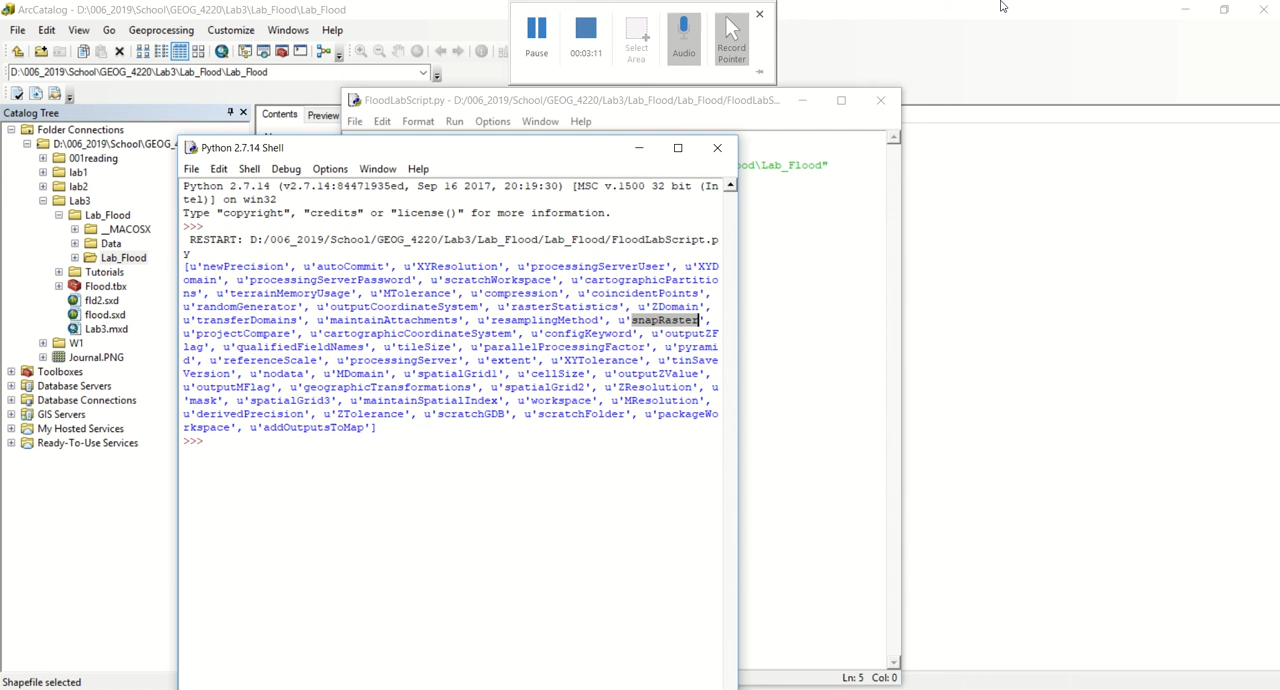 ArcCatalog - D:\006_2019\School\GEOG_4220\Lab3\Lab_Flood\Lab_Flood
File Edit View Go Geoprocessing Customize Windows Help
D:\006_2019\School\GEOG_4220\Lab3\Lab_Flood\Lab_Flood
Pause
00:03:11
Select Area
Audio
Record Pointer
Catalog Tree
Contents Preview
Folder Connections
D:\006_2019\School\GEOG_4
001reading
lab1
lab2
Lab3
Lab_Flood
__MACOSX
Data
Lab_Flood
Tutorials
Flood.tbx
fld2.sxd
flood.sxd
Lab3.mxd
W1
Journal.PNG
Toolboxes
Database Servers
Database Connections
GIS Servers
My Hosted Services
Ready-To-Use Services
Shapefile selected
FloodLabScript.py - D:/006_2019/School/GEOG_4220/Lab3/Lab_Flood/Lab_Flood/FloodLabS...
File Edit Format Run Options Window Help
od\Lab_Flood"
Ln: 5 Col: 0
Python 2.7.14 Shell
File Edit Shell Debug Options Window Help
Python 2.7.14 (v2.7.14:84471935ed, Sep 16 2017, 20:19:30) [MSC v.1500 32 bit (In
tel)] on win32
Type "copyright", "credits" or "license()" for more information.
>>>
RESTART: D:/006_2019/School/GEOG_4220/Lab3/Lab_Flood/Lab_Flood/FloodLabScript.p
y
[u'newPrecision', u'autoCommit', u'XYResolution', u'processingServerUser', u'XYD
omain', u'processingServerPassword', u'scratchWorkspace', u'cartographicPartitio
ns', u'terrainMemoryUsage', u'MTolerance', u'compression', u'coincidentPoints',
u'randomGenerator', u'outputCoordinateSystem', u'rasterStatistics', u'ZDomain',
u'transferDomains', u'maintainAttachments', u'resamplingMethod', u'snapRaster',
u'projectCompare', u'cartographicCoordinateSystem', u'configKeyword', u'outputZF
lag', u'qualifiedFieldNames', u'tileSize', u'parallelProcessingFactor', u'pyrami
d', u'referenceScale', u'processingServer', u'extent', u'XYTolerance', u'tinSave
Version', u'nodata', u'MDomain', u'spatialGrid1', u'cellSize', u'outputZValue',
u'outputMFlag', u'geographicTransformations', u'spatialGrid2', u'ZResolution', u
'mask', u'spatialGrid3', u'maintainSpatialIndex', u'workspace', u'MResolution',
u'derivedPrecision', u'ZTolerance', u'scratchGDB', u'scratchFolder', u'packageWo
rkspace', u'addOutputsToMap']
>>>